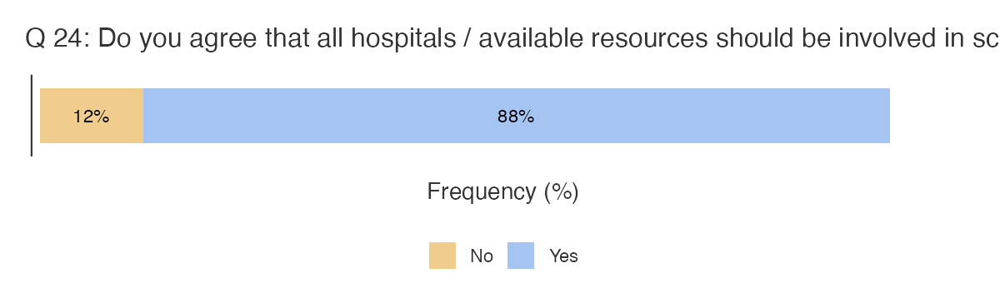 Q 24: Do you agree that all hospitals / available resources should be involved in sc
12%
88%
Frequency (%)
No
Yes